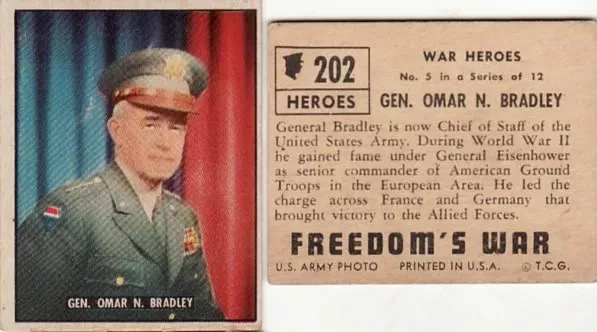 GEN. OMAR N. BRADLEY
202
HEROES
WAR HEROES
No. 5 in a Series of 12
GEN. OMAR N. BRADLEY
General Bradley is now Chief of Staff of the
United States Army. During World War II
he gained fame under General Eisenhower
as senior commander of American Ground
Troops in the European Area. He led the
charge across France and Germany that
brought victory to the Allied Forces.
FREEDOM'S WAR
U.S. ARMY PHOTO PRINTED IN U.S.A. © T.C.G.